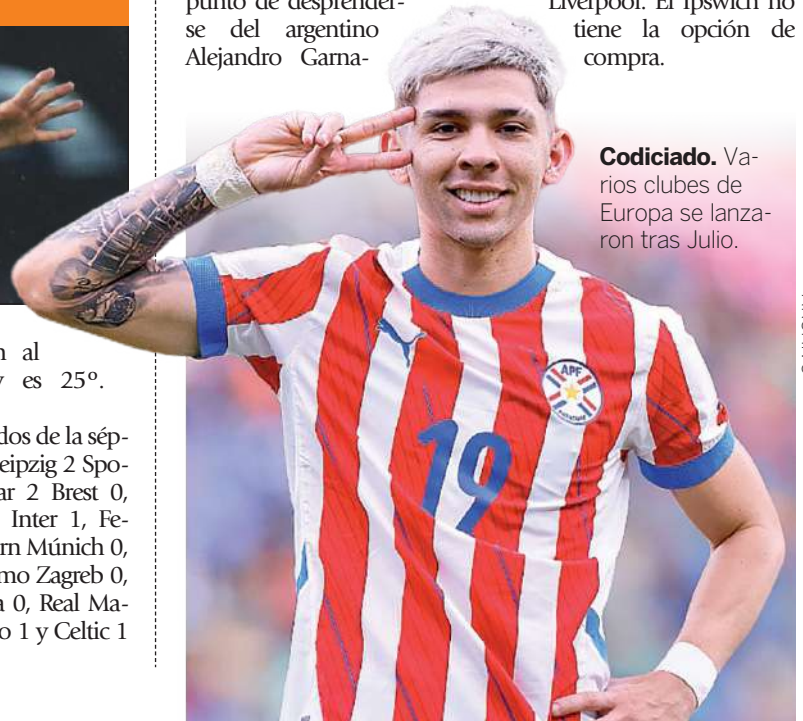 punto de desprender-
se del argentino
Alejandro Garna-
Liverpool. El Ipswich no
tiene la opción de
compra.
Codiciado. Va-
rios clubes de
Europa se lanza-
ron tras Julio.
al
es 25º.
dos de la sép-
eipzig 2 Spo-
2 Brest 0,
Inter 1, Fe-
rn Múnich 0,
mo Zagreb 0,
0, Real Ma-
o 1 y Celtic 1
APF
19